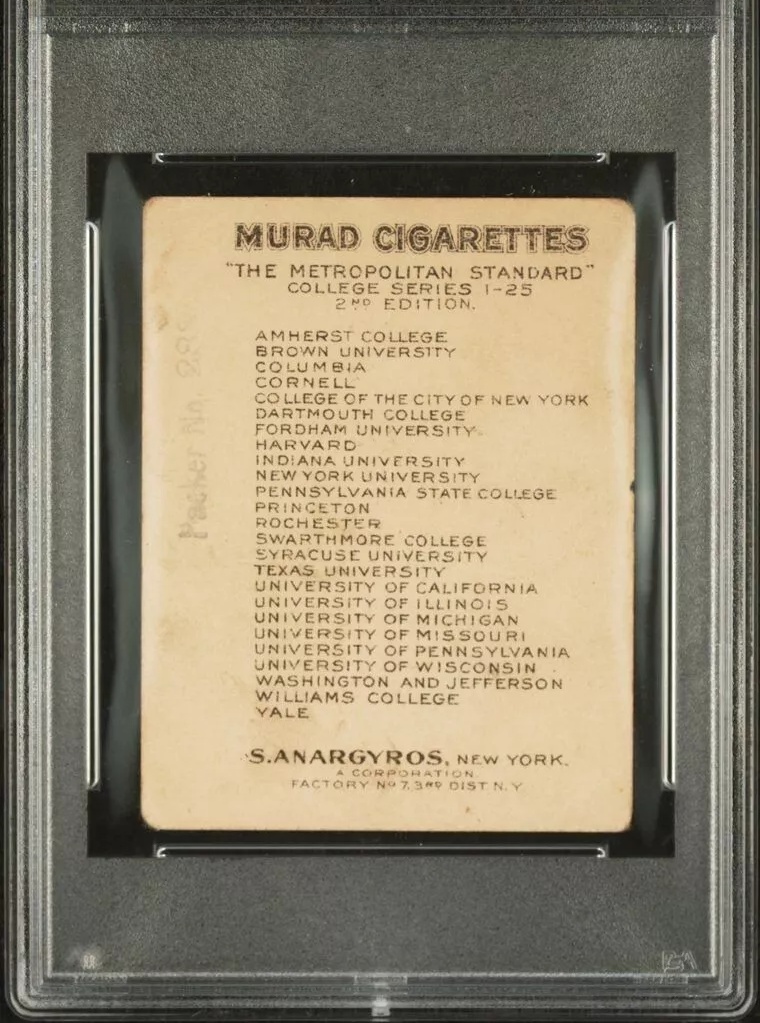 MURAD CIGARETTES
"THE METROPOLITAN STANDARD"
COLLEGE SERIES 1-25
2ND EDITION.
AMHERST COLLEGE
BROWN UNIVERSITY
COLUMBIA
CORNELL
COLLEGE OF THE CITY OF NEW YORK
DARTMOUTH COLLEGE
FORDHAM UNIVERSITY
HARVARD
INDIANA UNIVERSITY
NEW YORK UNIVERSITY
PENNSYLVANIA STATE COLLEGE
PRINCETON
ROCHESTER
SWARTHMORE COLLEGE
SYRACUSE UNIVERSITY
TEXAS UNIVERSITY
UNIVERSITY OF CALIFORNIA
UNIVERSITY OF ILLINOIS
UNIVERSITY OF MICHIGAN
UNIVERSITY OF MISSOURI
UNIVERSITY OF PENNSYLVANIA
UNIVERSITY OF WISCONSIN
WASHINGTON AND JEFFERSON
WILLIAMS COLLEGE
YALE
S. ANARGYROS, NEW YORK.
A CORPORATION
FACTORY NO 7, 3RD DIST. N.Y
Packer No.